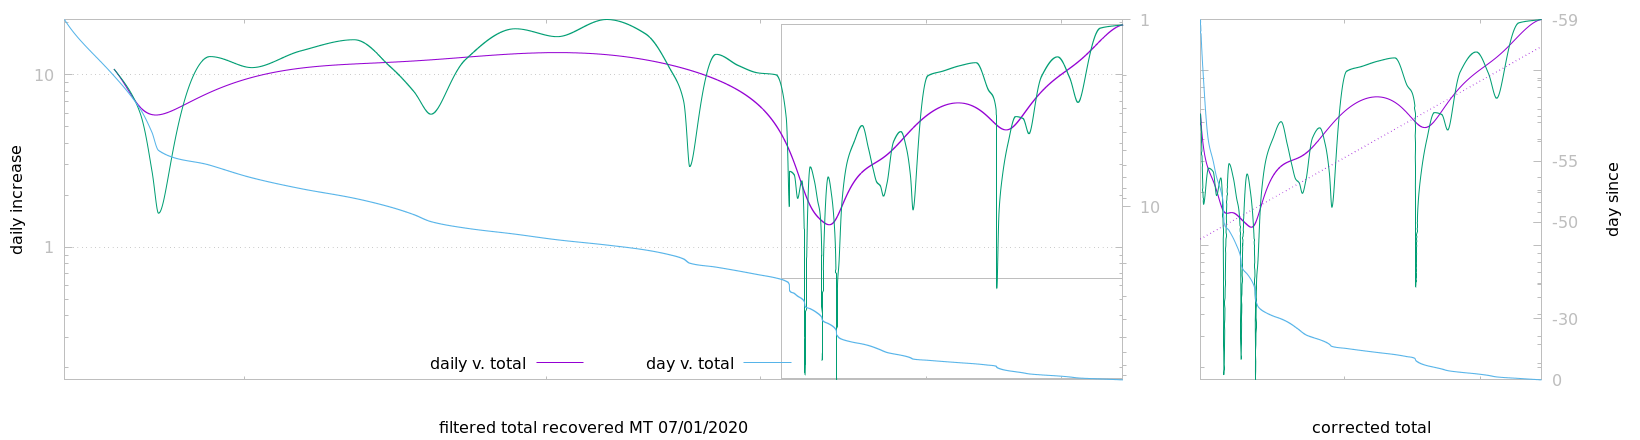 daily increase
10
1
daily v. total
day v. total
1
10
filtered total recovered MT 07/01/2020
-59
-55
-50
-30
0
day since
corrected total